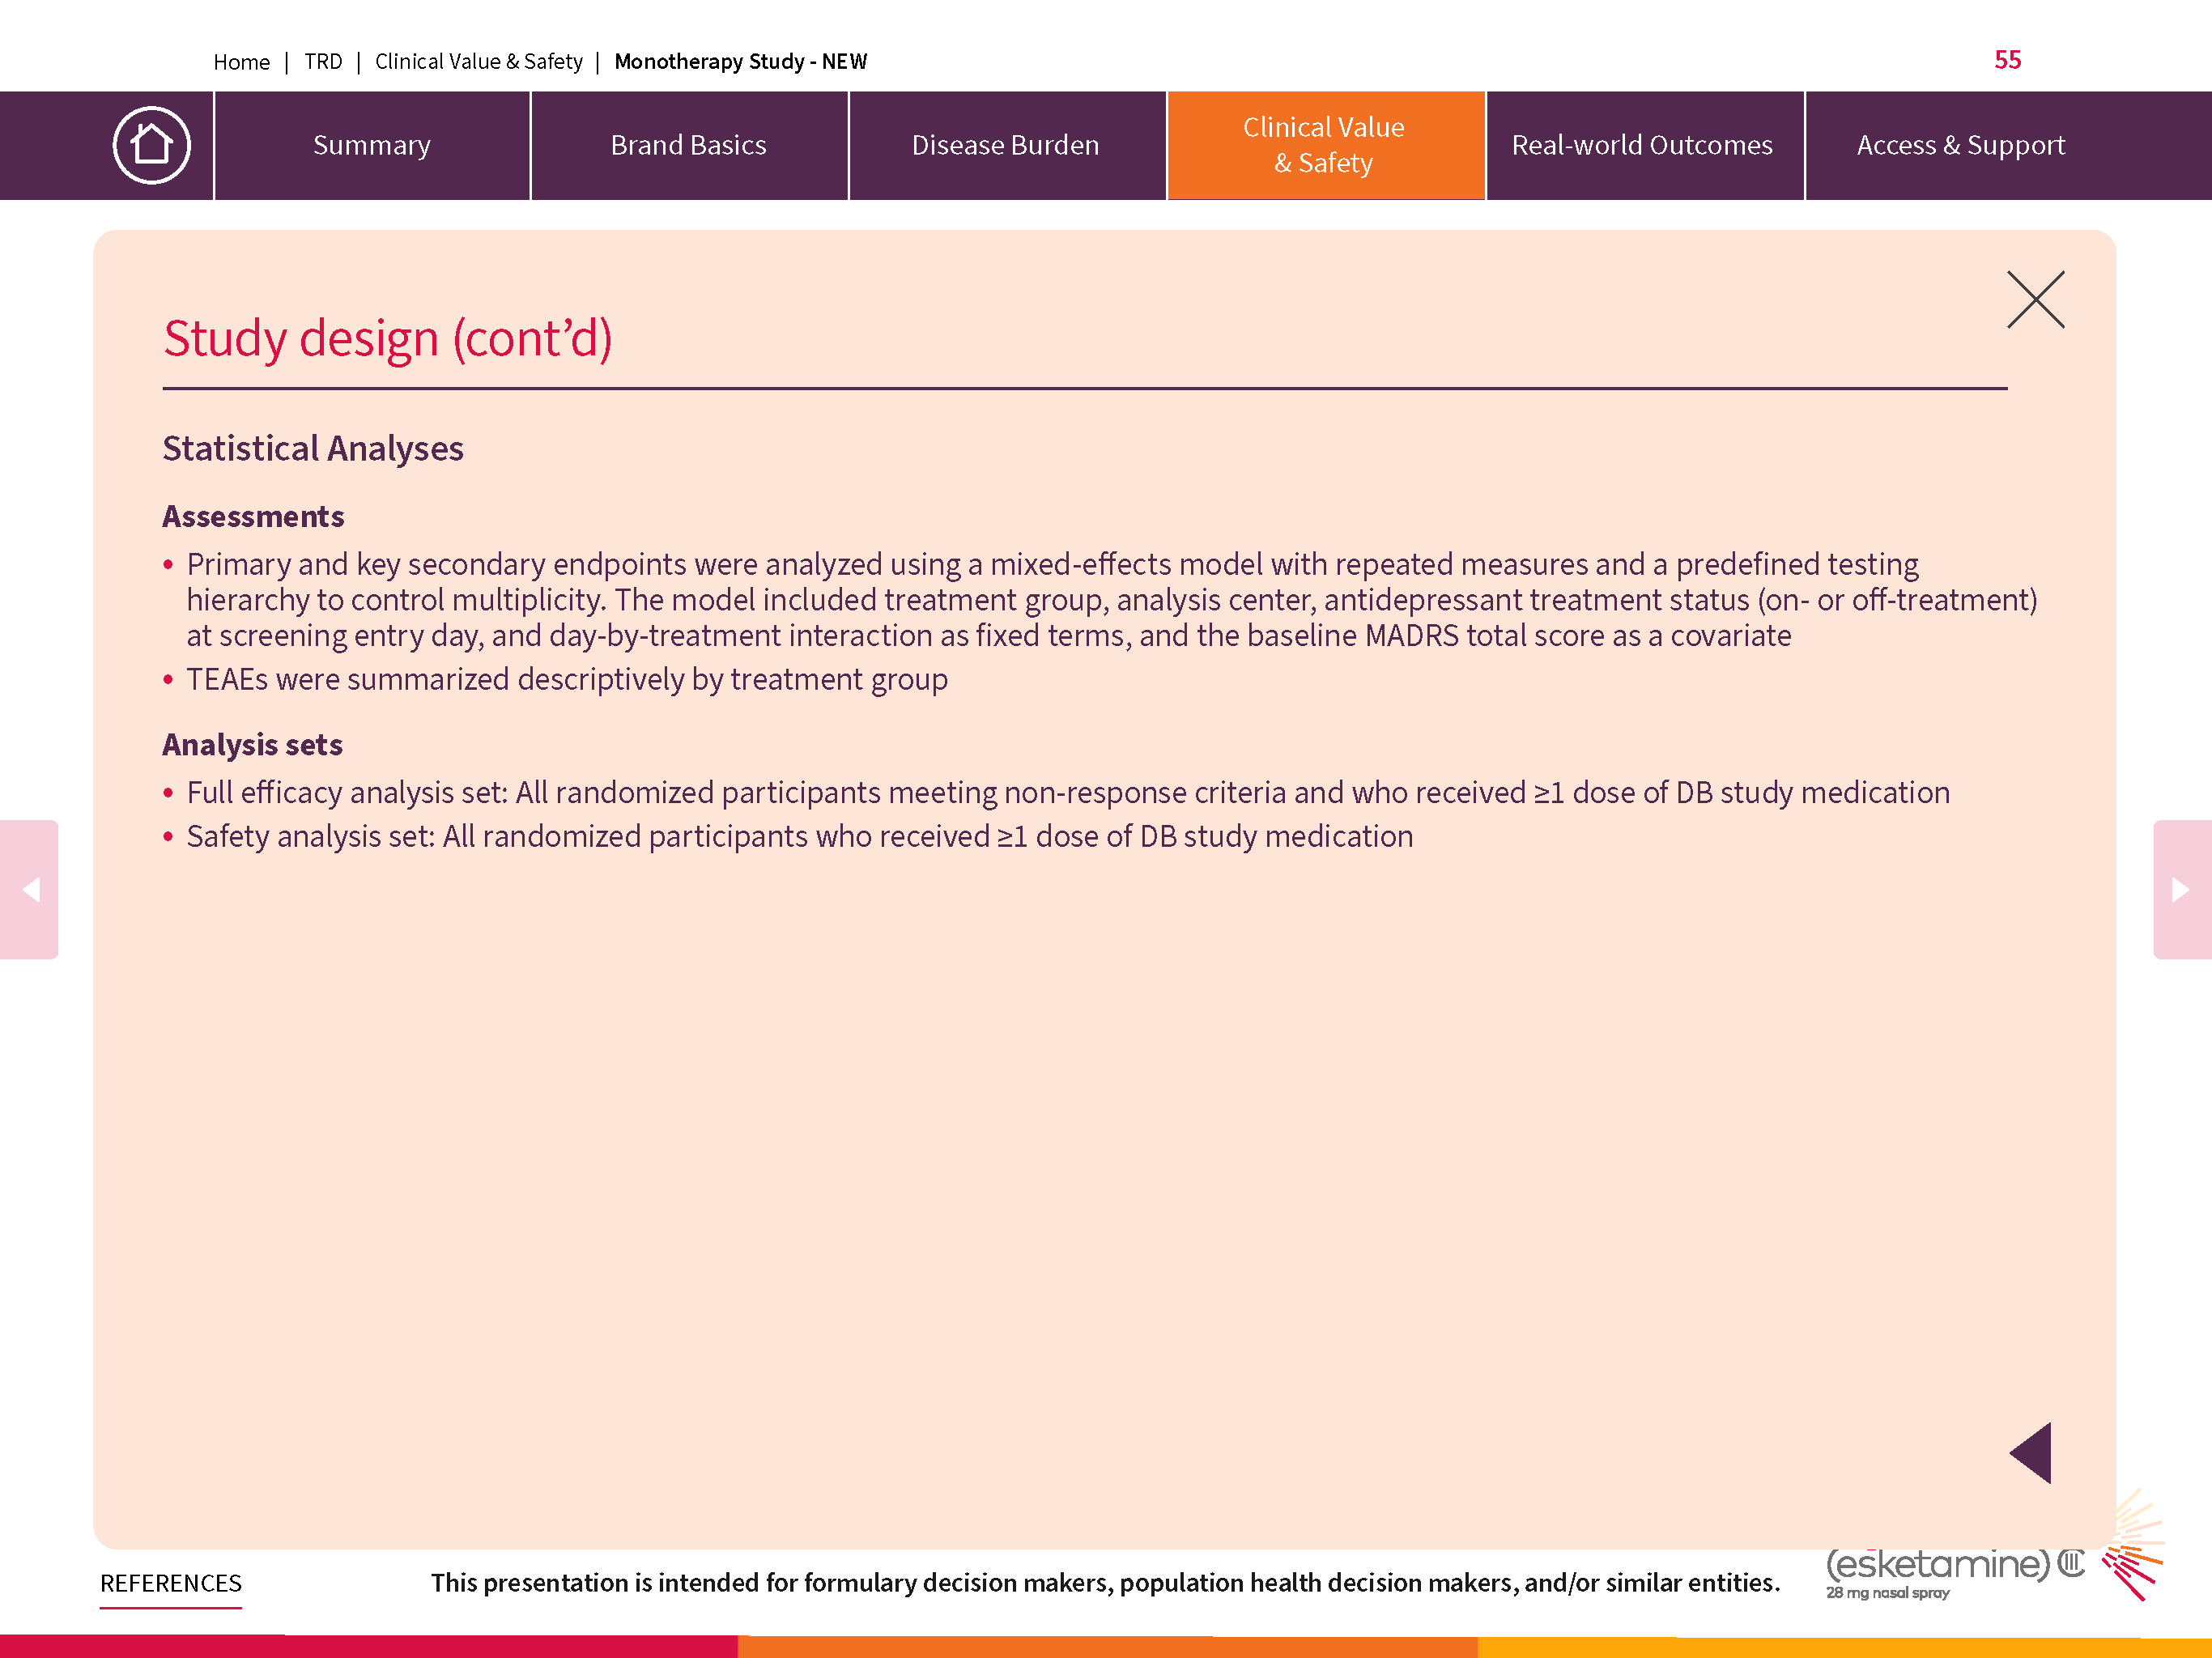 Home | TRD | Clinical Value & Safety | Monotherapy Study - NEW
55
Summary
Brand Basics
Disease Burden
Clinical Value
& Safety
Real-world Outcomes
Access & Support
Study design (cont’d)
Statistical Analyses
Assessments
• Primary and key secondary endpoints were analyzed using a mixed-effects model with repeated measures and a predefined testing
hierarchy to control multiplicity. The model included treatment group, analysis center, antidepressant treatment status (on- or off-treatment)
at screening entry day, and day-by-treatment interaction as fixed terms, and the baseline MADRS total score as a covariate
• TEAEs were summarized descriptively by treatment group
Analysis sets
• Full efficacy analysis set: All randomized participants meeting non-response criteria and who received ≥1 dose of DB study medication
• Safety analysis set: All randomized participants who received ≥1 dose of DB study medication
REFERENCES
This presentation is intended for formulary decision makers, population health decision makers, and/or similar entities.
(esketamine) CIII
28 mg nasal spray